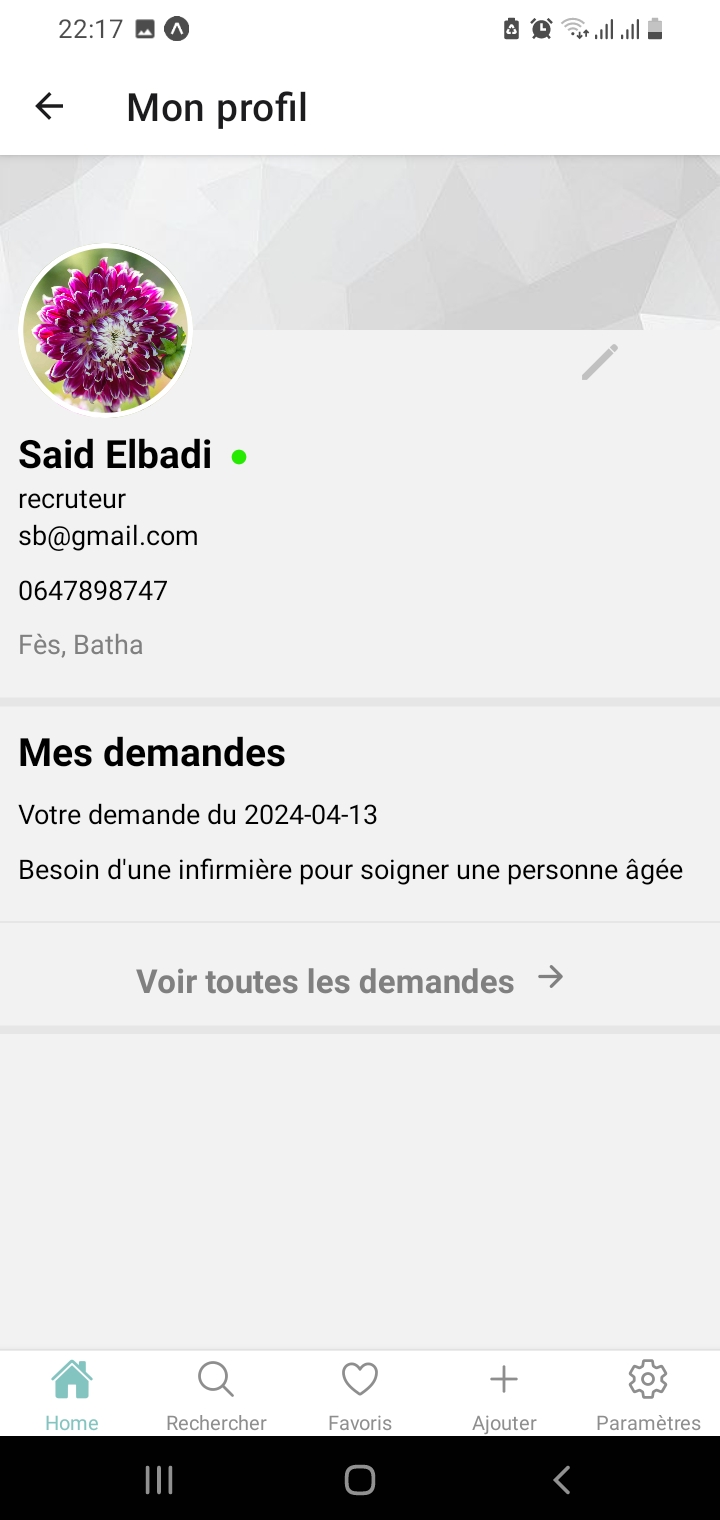 22:17
Mon profil
Said Elbadi
recruteur
sb@gmail.com
0647898747
Fès, Batha
Mes demandes
Votre demande du 2024-04-13
Besoin d'une infirmière pour soigner une personne âgée
Voir toutes les demandes
Home Rechercher Favoris Ajouter Paramètres